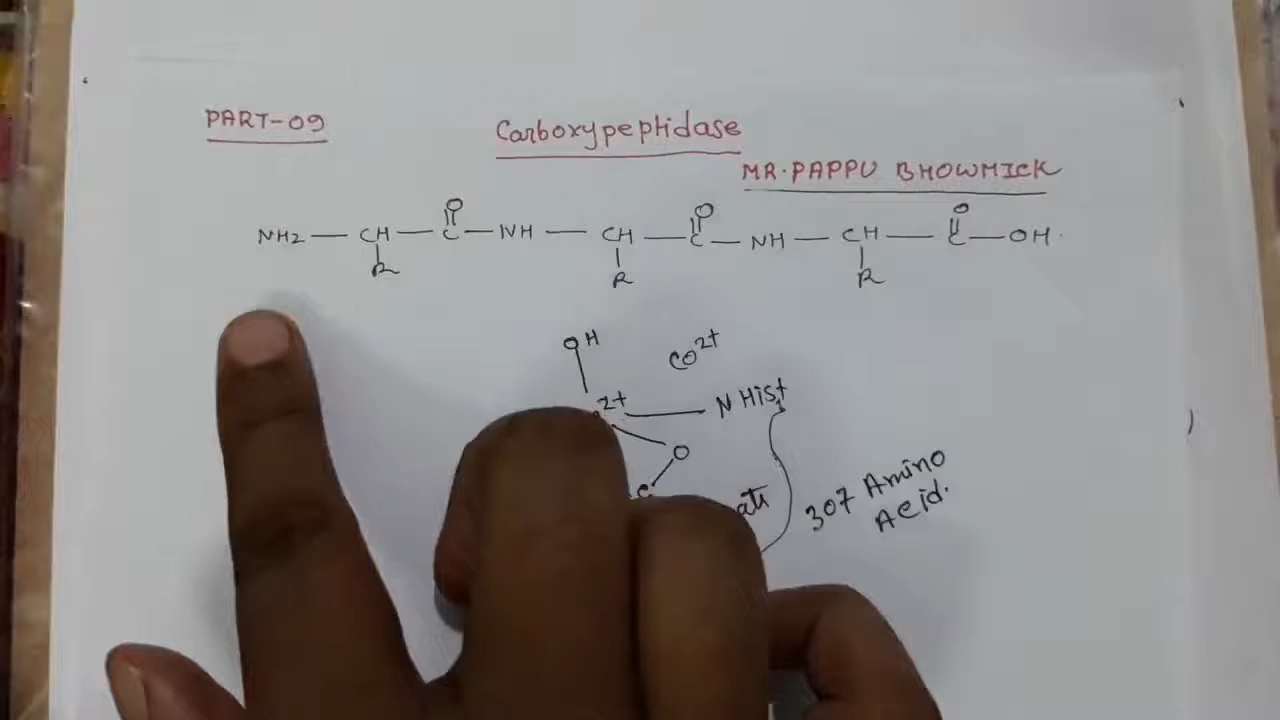 PART-09
Carboxypeptidase
MR.PAPPU BHOWMICK
O O O
NH2 — CH — C — NH — CH — C — NH — CH — C — OH.
R R R
OH
CO2+
2+ — N Hist
O
C
307 Amino
Acid.